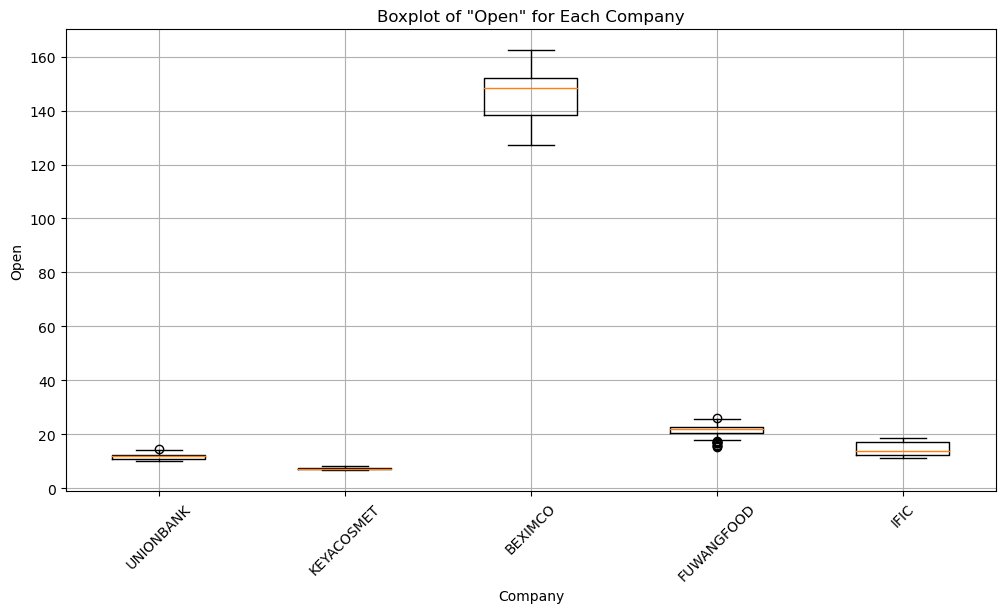 Boxplot of "Open" for Each Company
160
140
120
100
80
60
40
20
0
Open
UNIONBANK
KEYACOSMET
BEXIMCO
FUWANGFOOD
IFIC
Company